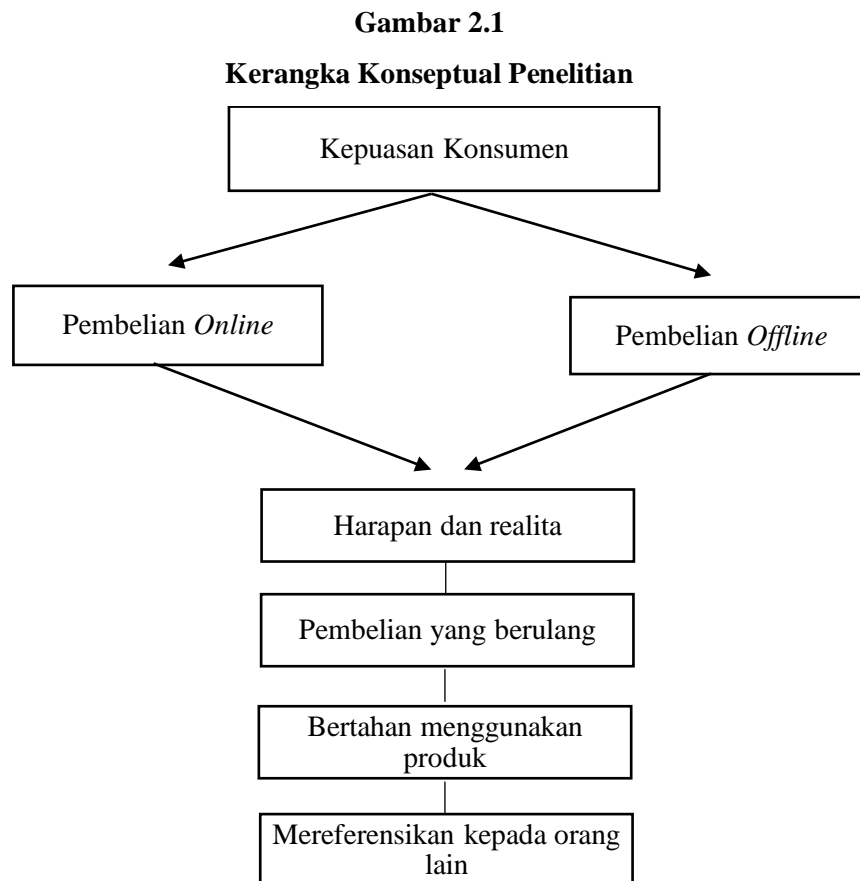 Gambar 2.1
Kerangka Konseptual Penelitian
Kepuasan Konsumen
Pembelian Online
Pembelian Offline
Harapan dan realita
Pembelian yang berulang
Bertahan menggunakan
produk
Mereferensikan kepada orang
lain